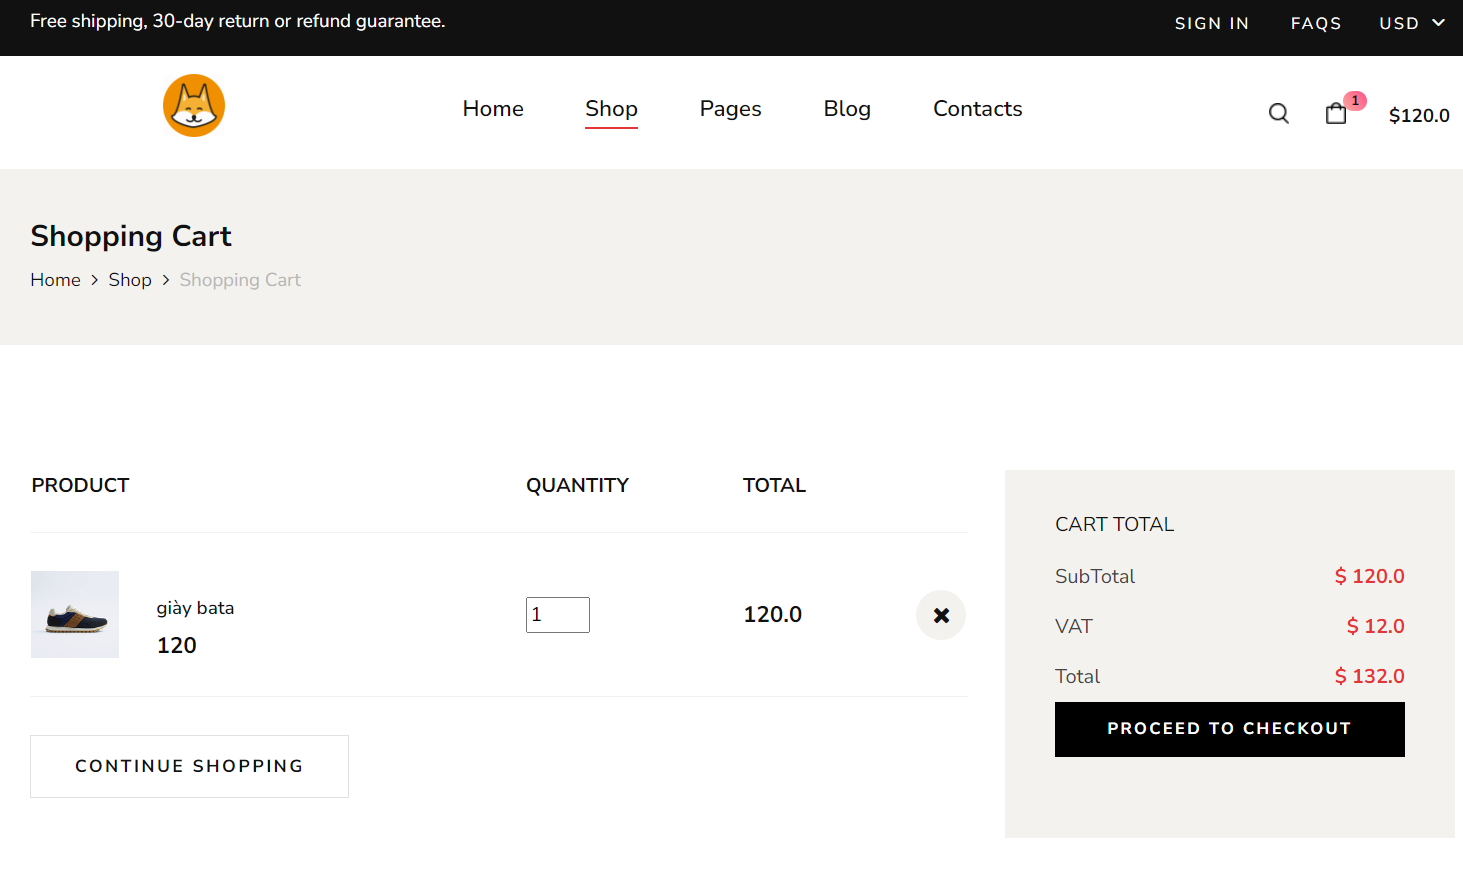 Free shipping, 30-day return or refund guarantee.
SIGN IN FAQS USD
Home Shop Pages Blog Contacts
1
$120.0
Shopping Cart
Home > Shop > Shopping Cart
PRODUCT QUANTITY TOTAL
giày bata
120
1
120.0
CONTINUE SHOPPING
CART TOTAL
SubTotal $ 120.0
VAT $ 12.0
Total $ 132.0
PROCEED TO CHECKOUT